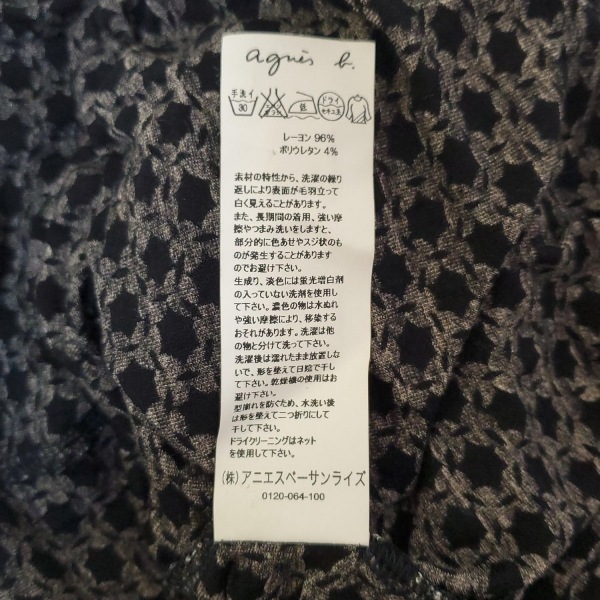 agnès b.
手洗イ
30
エンソサラシ
低
ドライ
セキユ系
レーヨン 96%
ポリウレタン 4%
素材の特性から、洗濯の繰り
返しにより表面が毛羽立って
白く見えることがあります。
また、長期間の着用、強い摩
擦やつまみ洗いをしますと、
部分的に色あせやスジ状のも
のが発生することがあります
のでお避け下さい。
生成り、淡色には蛍光増白剤
の入っていない洗剤を使用し
て下さい。濃色の物は水ぬれ
や強い摩擦により、移染する
おそれがあります。洗濯は他
の物と分けて洗って下さい。
洗濯後は濡れたまま放置しな
いで、形を整えて日陰で干し
て下さい。乾燥機の使用はお
避け下さい。
型崩れを防ぐため、水洗い後
は形を整えて二つ折りにして
干して下さい。
ドライクリーニングはネット
を使用して下さい。
(株)アニエスベーサンライズ
0120-064-100